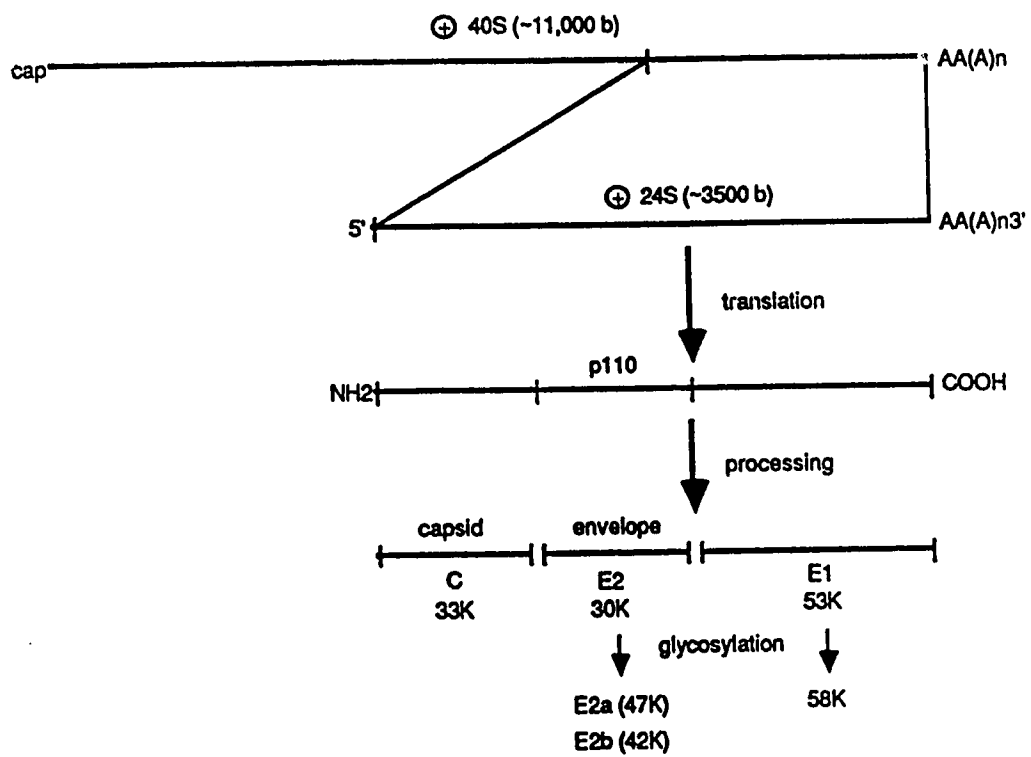 ⊕ 40S (~11,000 b)
cap AA(A)n
⊕ 24S (~3500 b)
5' AA(A)n3'
translation
p110
NH2 COOH
processing
capsid envelope
C E2 E1
33K 30K 53K
glycosylation
E2a (47K) 58K
E2b (42K)